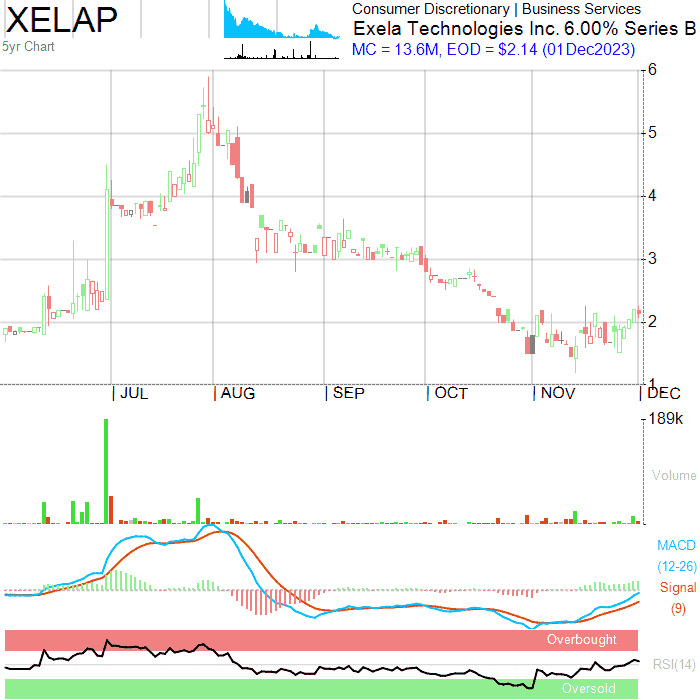 XELAP
5yr Chart
Consumer Discretionary | Business Services
Exela Technologies Inc. 6.00% Series B
MC = 13.6M, EOD = $2.14 (01Dec2023)
6
5
4
3
2
1
JUL AUG SEP OCT NOV DEC
189k
Volume
MACD
(12-26)
Signal
(9)
Overbought
RSI(14)
Oversold